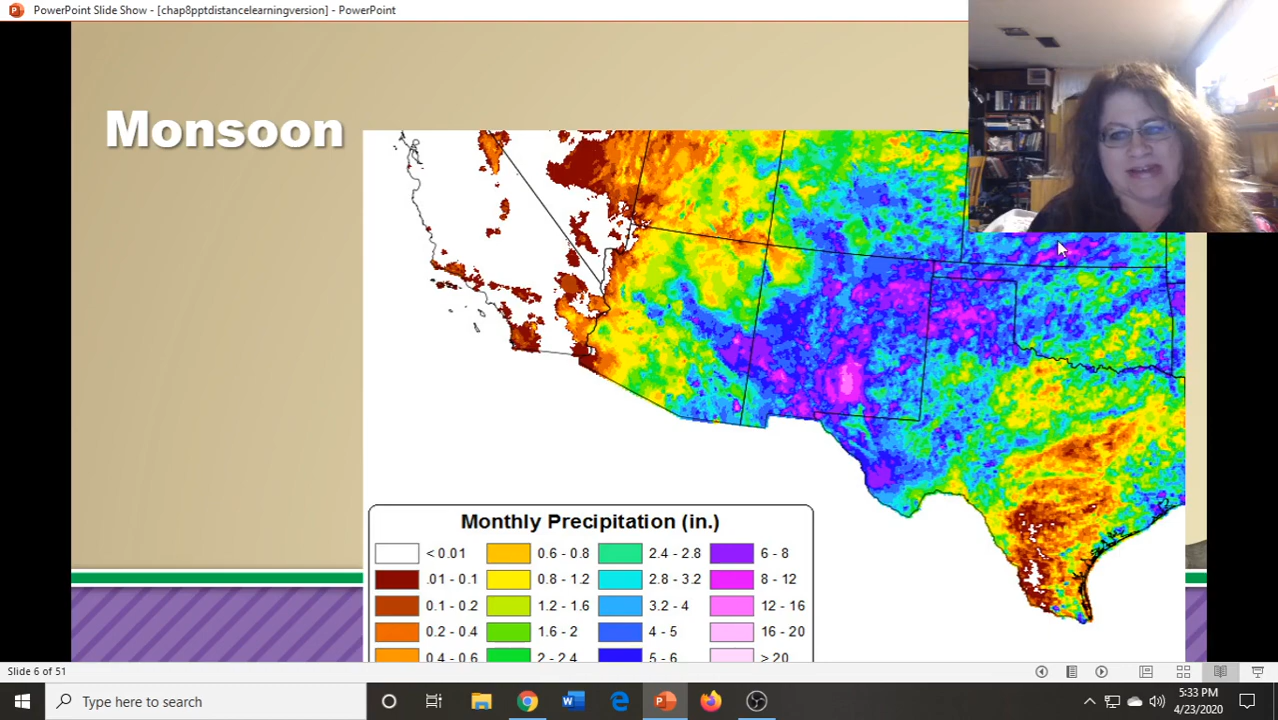 PowerPoint Slide Show - [chap8pptdistancelearningversion] - PowerPoint
Monsoon
Monthly Precipitation (in.)
< 0.01 0.6 - 0.8 2.4 - 2.8 6 - 8
.01 - 0.1 0.8 - 1.2 2.8 - 3.2 8 - 12
0.1 - 0.2 1.2 - 1.6 3.2 - 4 12 - 16
0.2 - 0.4 1.6 - 2 4 - 5 16 - 20
0.4 - 0.6 2 - 2.4 5 - 6 > 20
Slide 6 of 51
Type here to search
5:33 PM
4/23/2020